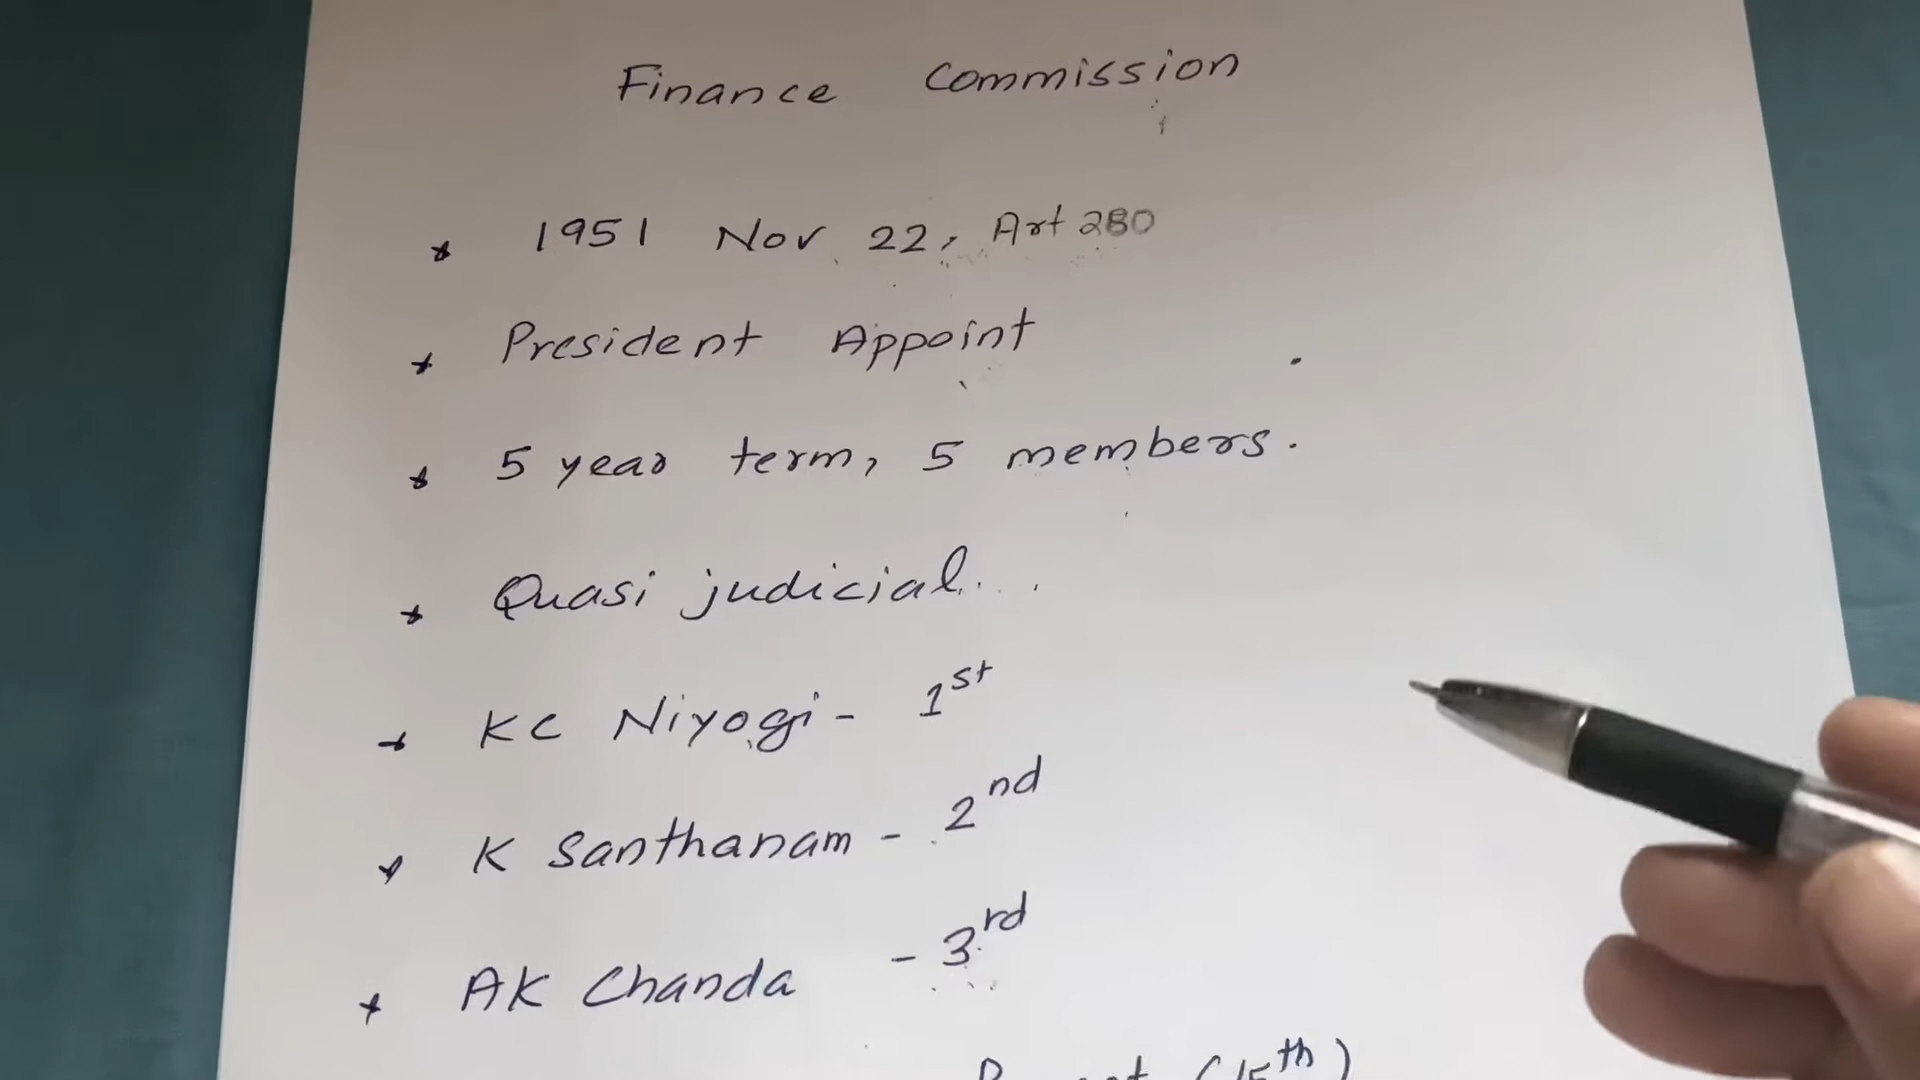 Finance Commission
* 1951 Nov 22, Art 280
* President Appoint
* 5 year term, 5 members.
* Quasi judicial.
* KC Niyogi - 1st
* K Santhanam - 2nd
* AK Chanda - 3rd
(15th)